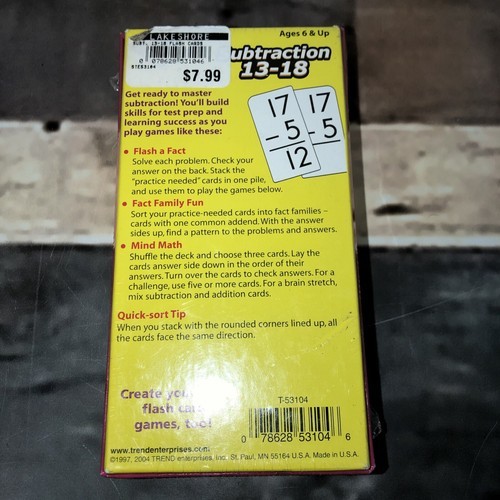 LAKESHORE
SUBT. 13-18 FLASH CARDS
0 078628 531046
STE53104
$7.99
Ages 6 & Up
Subtraction
13-18
Get ready to master
subtraction! You'll build
skills for test prep and
learning success as you
play games like these:
17
- 5
12
17
- 5
• Flash a Fact
Solve each problem. Check your
answer on the back. Stack the
"practice needed" cards in one pile,
and use them to play the games below.
• Fact Family Fun
Sort your practice-needed cards into fact families –
cards with one common addend. With the answer
sides up, find a pattern to the problems and answers.
• Mind Math
Shuffle the deck and choose three cards. Lay the
cards answer side down in the order of their
answers. Turn over the cards to check answers. For a
challenge, use five or more cards. For a brain stretch,
mix subtraction and addition cards.
Quick-sort Tip
When you stack with the rounded corners lined up, all
the cards face the same direction.
Create your
flash card
games, too!
T-53104
0 78628 53104 6
www.trendenterprises.com
©1997, 2004 TREND enterprises, Inc. St. Paul, MN 55164 U.S.A. Made in U.S.A.